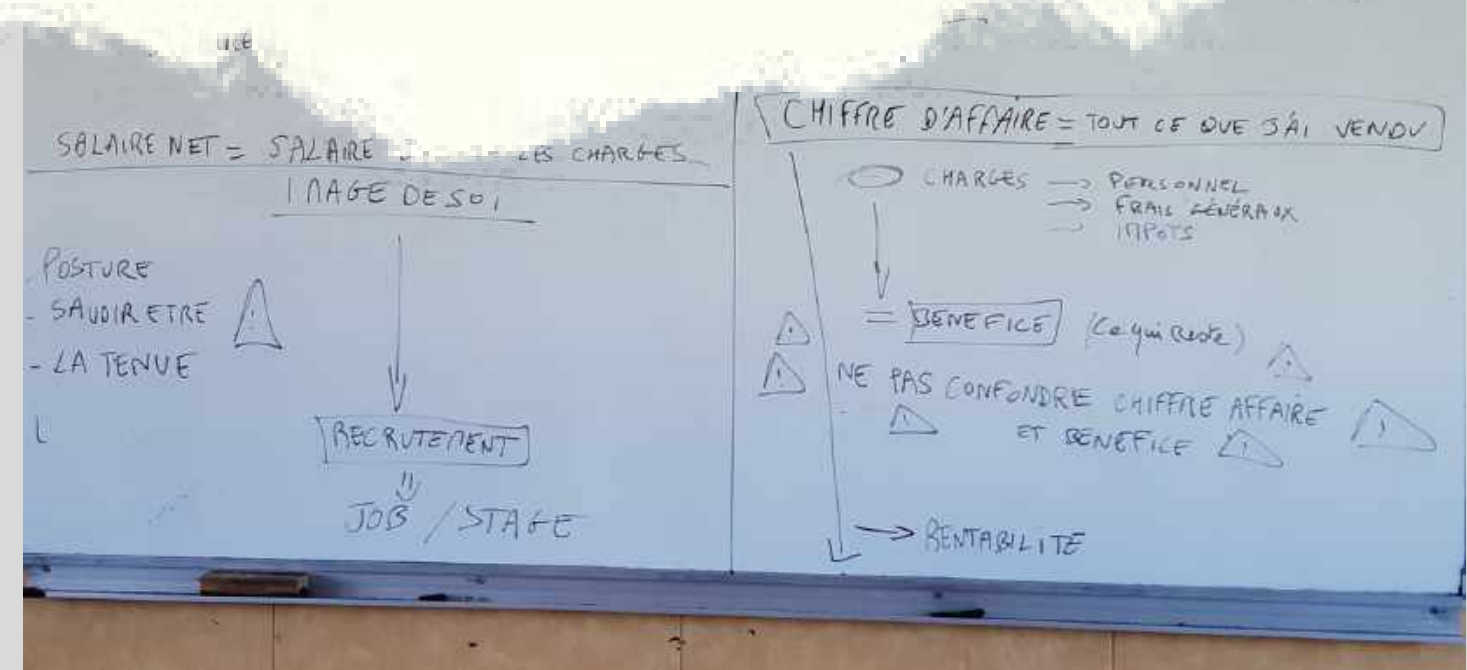 SALAIRE NET = SALAIRE - LES CHARGES
IMAGE DE SOI
- POSTURE
- SAVOIR ETRE
- LA TENUE
RECRUTEMENT
JOB / STAGE
CHIFFRE D'AFFAIRE = TOUT CE QUE J'AI VENDU
CHARGES → PERSONNEL
→ FRAIS GÉNÉRAUX
→ IMPOTS
= BENEFICE (Ce qui Reste)
NE PAS CONFONDRE CHIFFRE AFFAIRE
ET BENEFICE
→ RENTABILITE